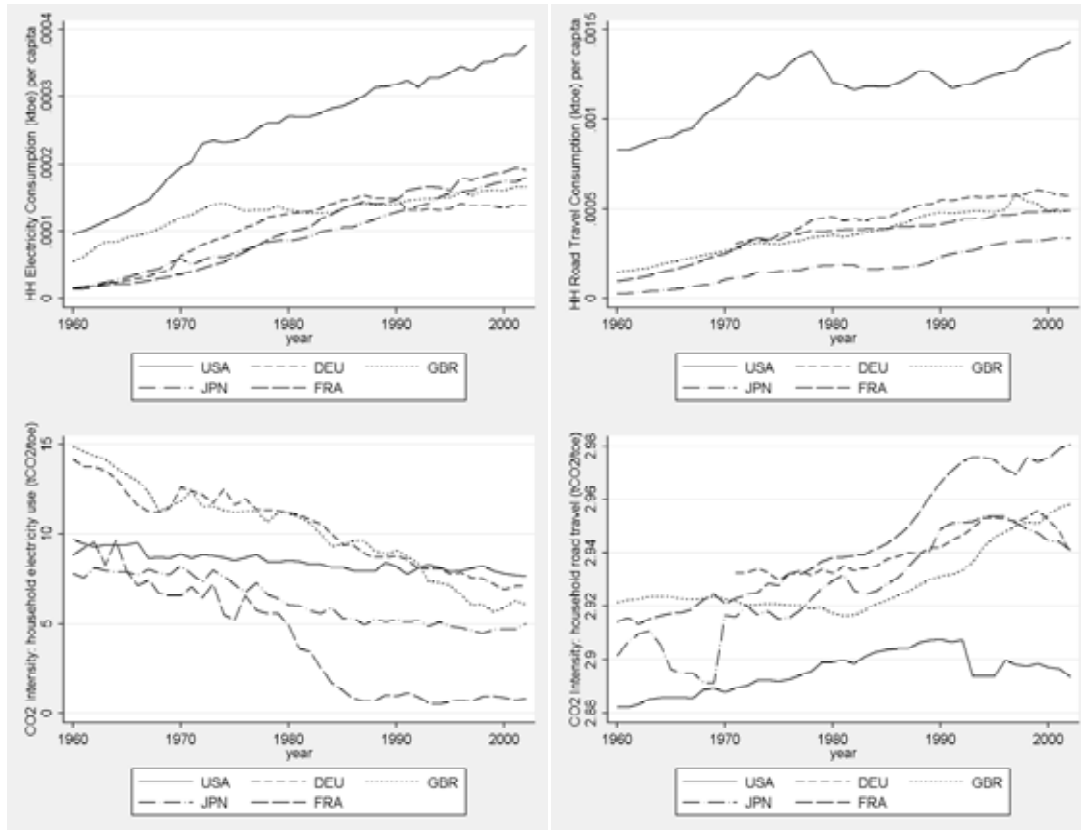 HH Electricity Consumption (ktoe) per capita
.0004
.0003
.0002
.0001
0
1960 1970 1980 1990 2000
year
USA DEU GBR
JPN FRA
HH Road Travel Consumption (ktoe) per capita
.0015
.001
.0005
0
1960 1970 1980 1990 2000
year
USA DEU GBR
JPN FRA
CO2 intensity: household electricity use (tCO2/toe)
15
10
5
0
1960 1970 1980 1990 2000
year
USA DEU GBR
JPN FRA
CO2 Intensity: household road travel (tCO2/toe)
2.98
2.96
2.94
2.92
2.9
2.88
1960 1970 1980 1990 2000
year
USA DEU GBR
JPN FRA